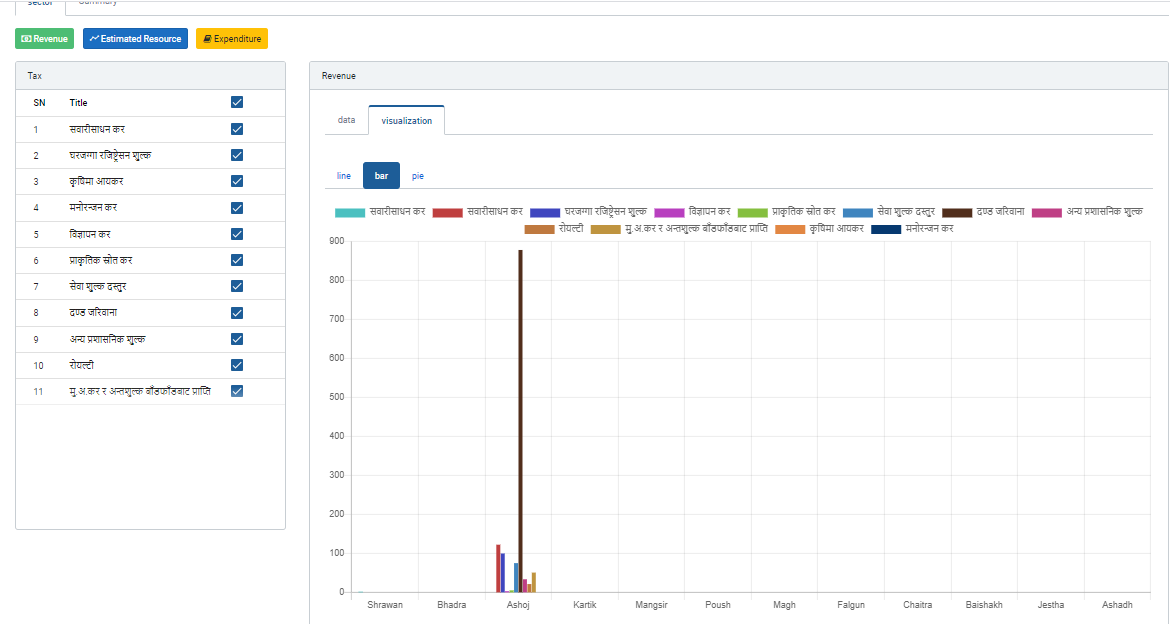 sector
Summary
Revenue
Estimated Resource
Expenditure
Tax
SN Title
1 सवारीसाधन कर
2 घरजग्गा रजिष्ट्रेसन शुल्क
3 कृषिमा आयकर
4 मनोरन्जन कर
5 विज्ञापन कर
6 प्राकृतिक स्रोत कर
7 सेवा शुल्क दस्तुर
8 दण्ड जरिवाना
9 अन्य प्रशासनिक शुल्क
10 रोयल्टी
11 मु.अ.कर र अन्तशुल्क बाँडफाँडबाट प्राप्ति
Revenue
data visualization
line bar pie
सवारीसाधन कर सवारीसाधन कर घरजग्गा रजिष्ट्रेसन शुल्क विज्ञापन कर प्राकृतिक स्रोत कर सेवा शुल्क दस्तुर दण्ड जरिवाना अन्य प्रशासनिक शुल्क
रोयल्टी मु.अ.कर र अन्तशुल्क बाँडफाँडबाट प्राप्ति कृषिमा आयकर मनोरन्जन कर
900
800
700
600
500
400
300
200
100
0
Shrawan Bhadra Ashoj Kartik Mangsir Poush Magh Falgun Chaitra Baishakh Jestha Ashadh